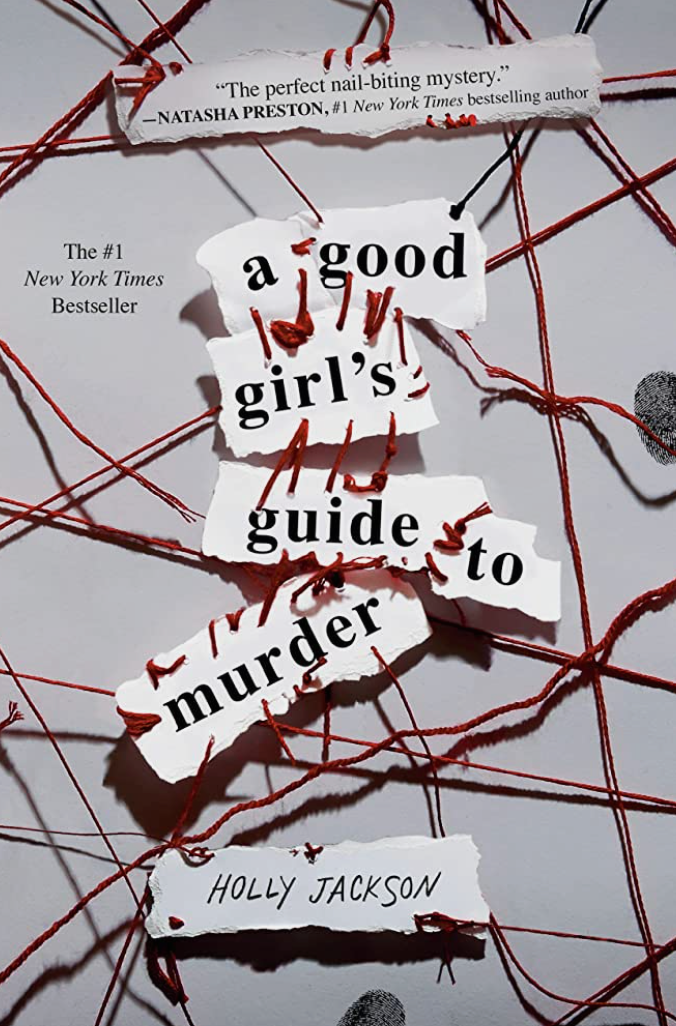 “The perfect nail-biting mystery.”
—NATASHA PRESTON, #1 New York Times bestselling author
The #1
New York Times
Bestseller
a good
girl’s
guide to
murder
HOLLY JACKSON